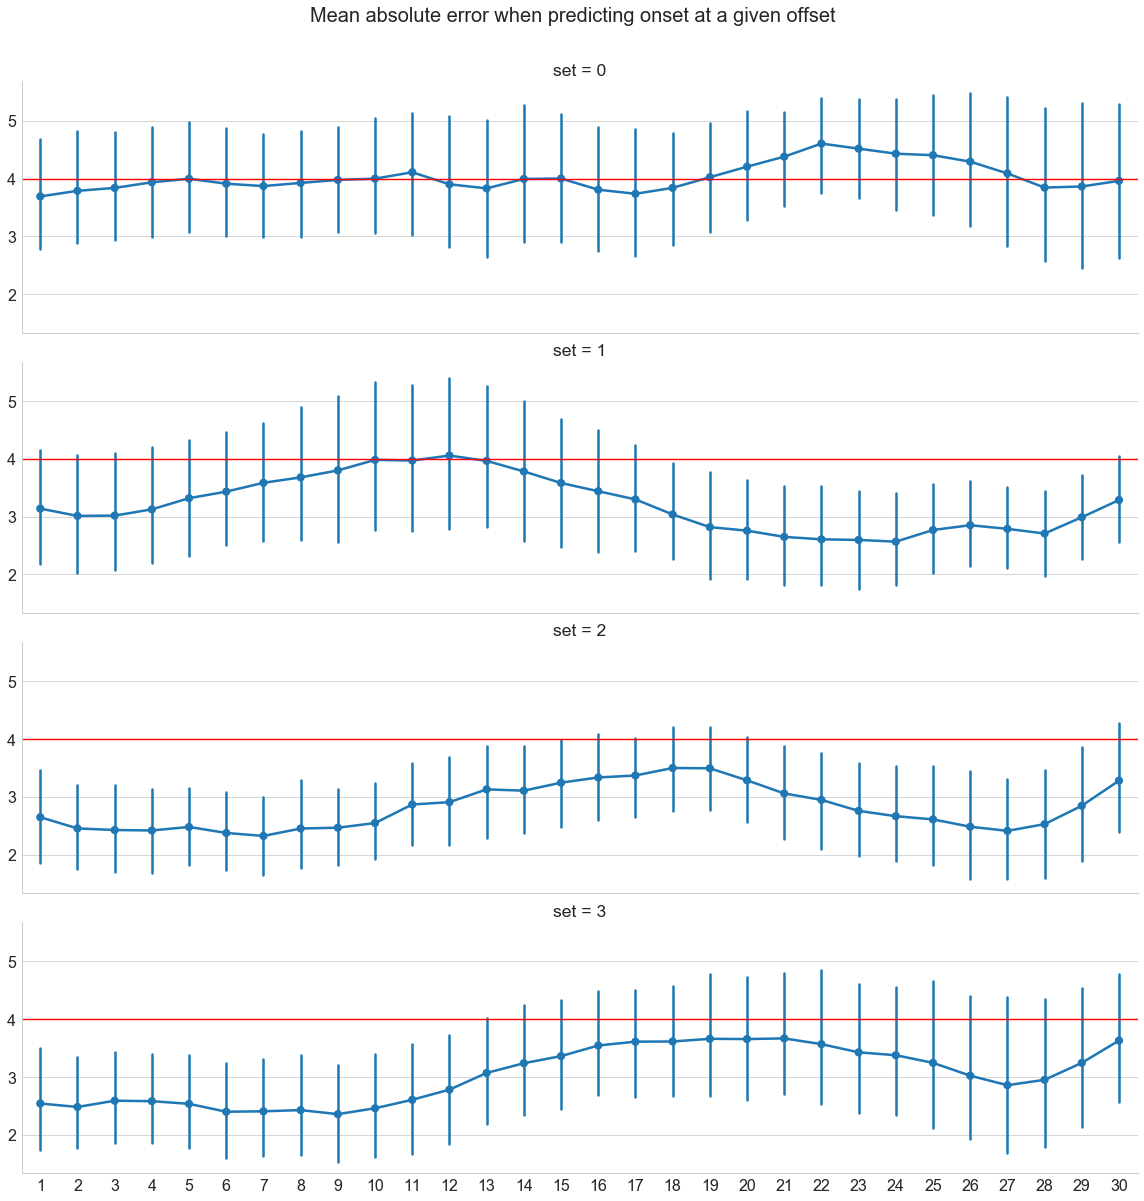 Mean absolute error when predicting onset at a given offset
set = 0
5
4
3
2
set = 1
5
4
3
2
set = 2
5
4
3
2
set = 3
5
4
3
2
1 2 3 4 5 6 7 8 9 10 11 12 13 14 15 16 17 18 19 20 21 22 23 24 25 26 27 28 29 30